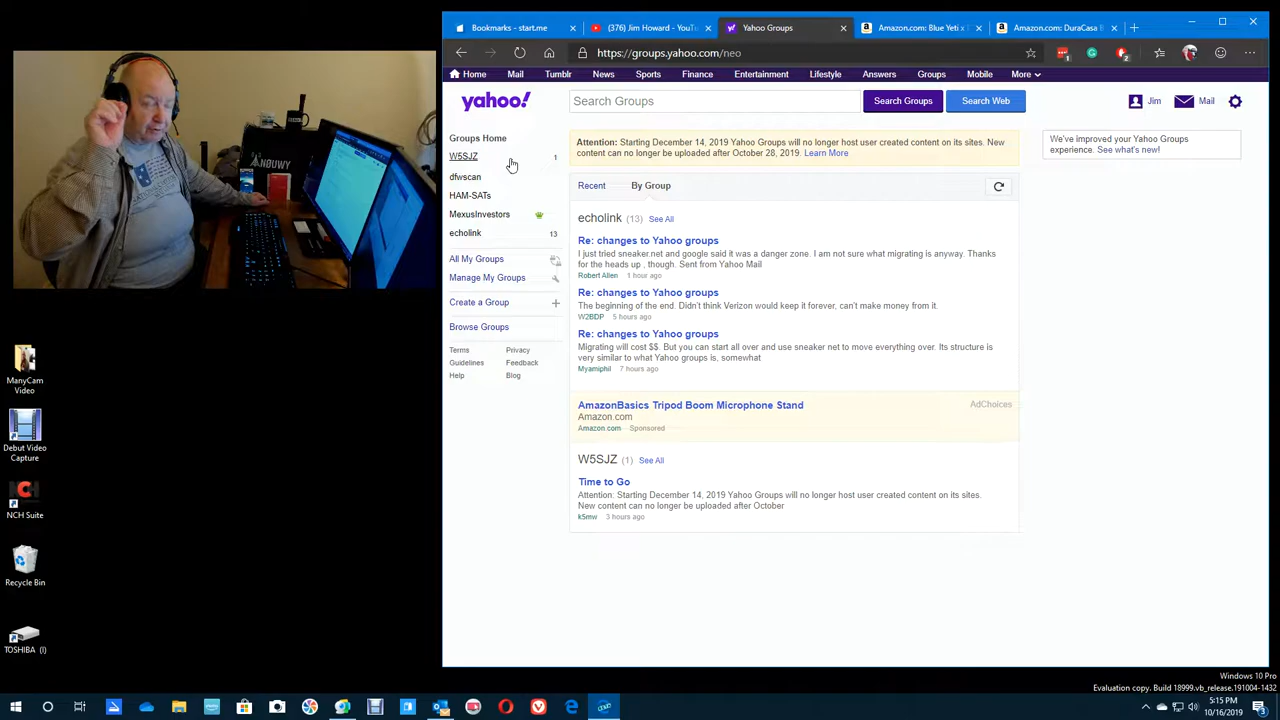 Bookmarks - start.me
(376) Jim Howard - YouTu
Yahoo Groups
Amazon.com: Blue Yeti x
Amazon.com: DuraCasa B
https://groups.yahoo.com/neo
Home Mail Tumblr News Sports Finance Entertainment Lifestyle Answers Groups Mobile More
yahoo!
Search Groups
Search Groups
Search Web
Jim
Mail
Groups Home
W5SJZ 1
dfwscan
HAM-SATs
MexusInvestors
echolink 13
All My Groups
Manage My Groups
Create a Group
Browse Groups
Terms Privacy
Guidelines Feedback
Help Blog
Attention: Starting December 14, 2019 Yahoo Groups will no longer host user created content on its sites. New
content can no longer be uploaded after October 28, 2019. Learn More
We've improved your Yahoo Groups
experience. See what's new!
Recent By Group
echolink (13) See All
Re: changes to Yahoo groups
I just tried sneaker.net and google said it was a danger zone. I am not sure what migrating is anyway. Thanks
for the heads up , though. Sent from Yahoo Mail
Robert Allen 1 hour ago
Re: changes to Yahoo groups
The beginning of the end. Didn't think Verizon would keep it forever, can't make money from it.
W2BDP 5 hours ago
Re: changes to Yahoo groups
Migrating will cost $$. But you can start all over and use sneaker net to move everything over. Its structure is
very similar to what Yahoo groups is, somewhat
Myamiphil 7 hours ago
AmazonBasics Tripod Boom Microphone Stand
AdChoices
Amazon.com
Amazon com Sponsored
W5SJZ (1) See All
Time to Go
Attention: Starting December 14, 2019 Yahoo Groups will no longer host user created content on its sites.
New content can no longer be uploaded after October
k5mw 3 hours ago
ManyCam
Video
Debut Video
Capture
NCH Suite
Recycle Bin
TOSHIBA (I)
ANOUWY
Windows 10 Pro
Evaluation copy. Build 18999.vb_release.191004-1432
5:15 PM
10/16/2019